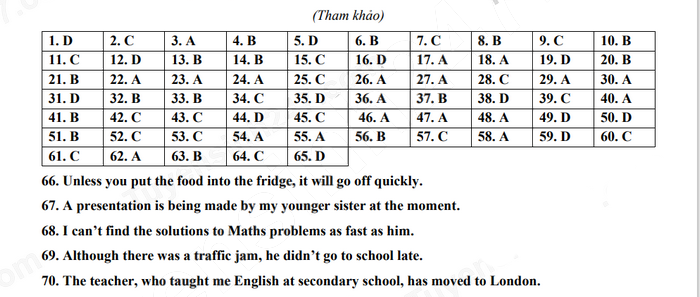 (Tham khảo)
1. D 2. C 3. A 4. B 5. D 6. B 7. C 8. B 9. C 10. B
11. C 12. D 13. B 14. B 15. C 16. D 17. A 18. A 19. D 20. B
21. B 22. A 23. A 24. A 25. C 26. A 27. A 28. C 29. A 30. A
31. D 32. B 33. B 34. C 35. D 36. A 37. B 38. D 39. C 40. A
41. B 42. C 43. C 44. D 45. C 46. A 47. A 48. A 49. D 50. D
51. B 52. C 53. C 54. A 55. A 56. B 57. C 58. A 59. D 60. C
61. C 62. A 63. B 64. C 65. D
66. Unless you put the food into the fridge, it will go off quickly.
67. A presentation is being made by my younger sister at the moment.
68. I can’t find the solutions to Maths problems as fast as him.
69. Although there was a traffic jam, he didn’t go to school late.
70. The teacher, who taught me English at secondary school, has moved to London.